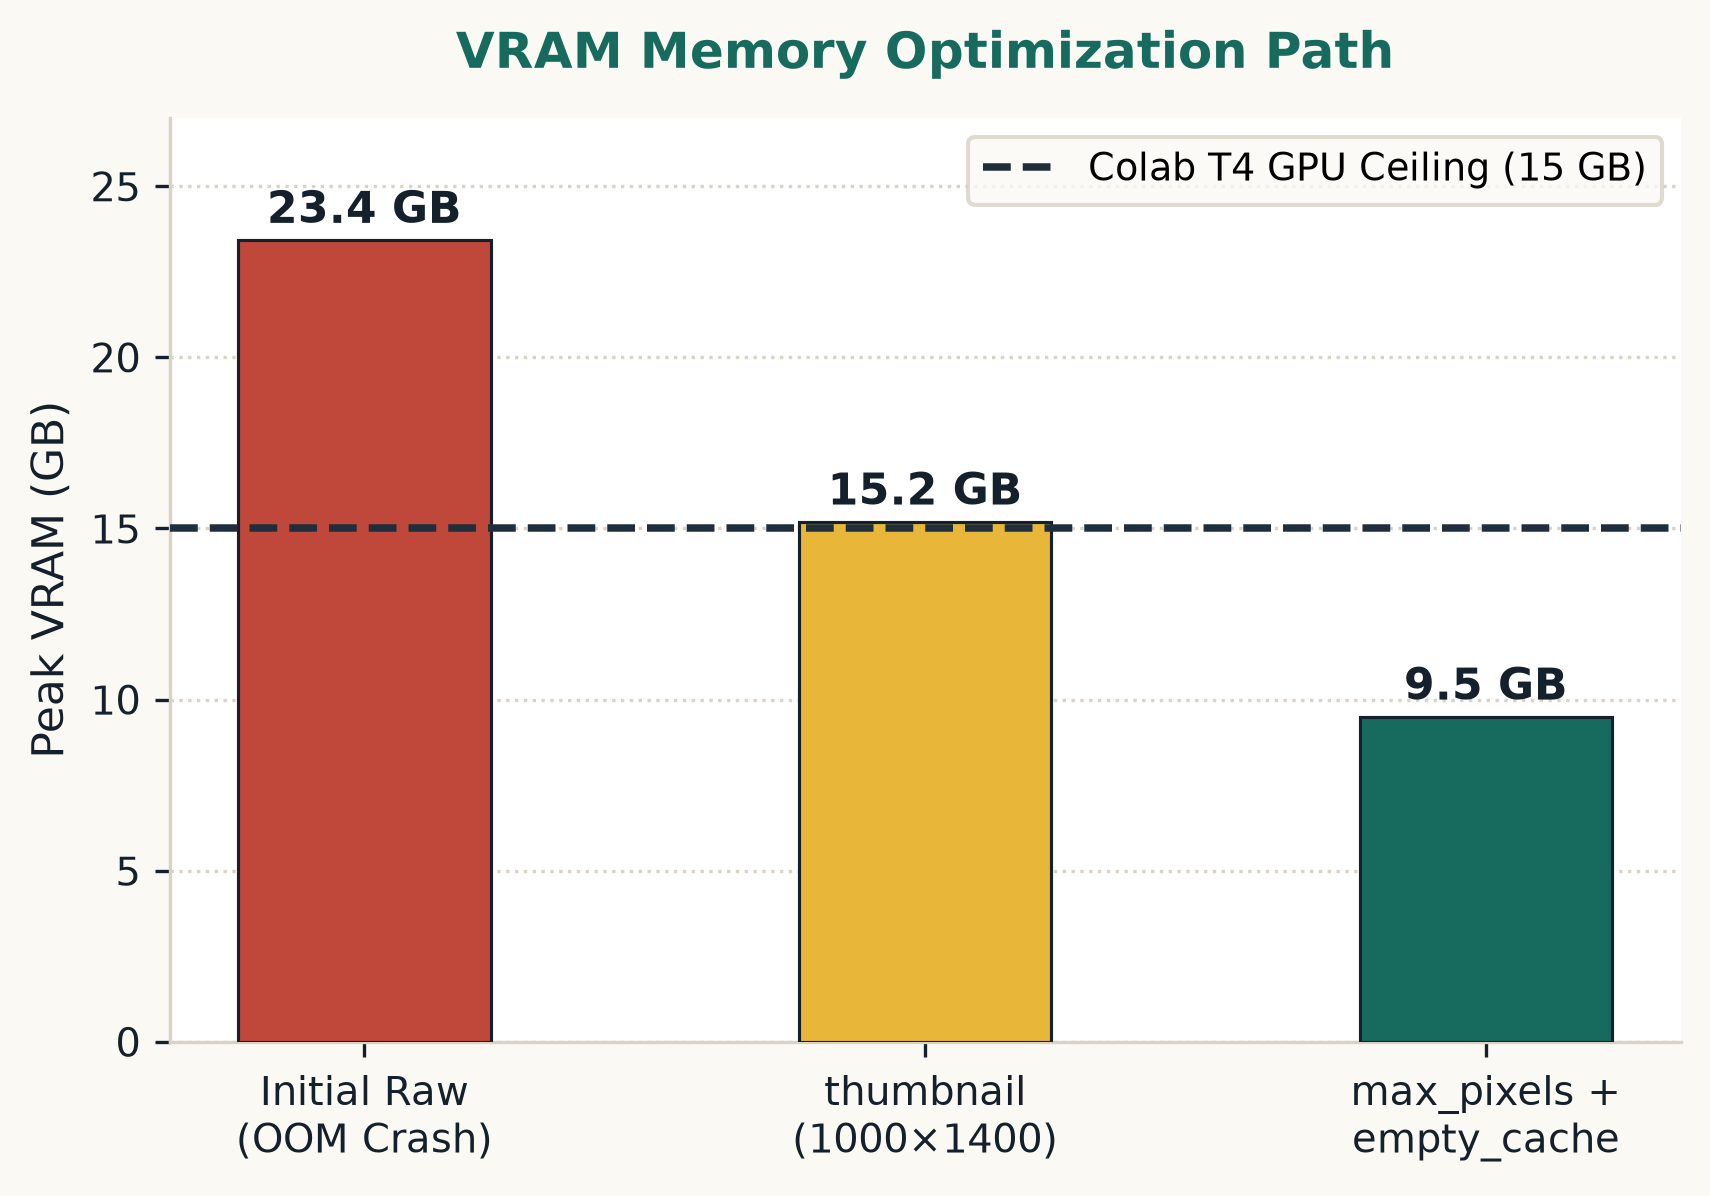 VRAM Memory Optimization Path
Colab T4 GPU Ceiling (15 GB)
Peak VRAM (GB)
25
20
15
10
5
0
23.4 GB
15.2 GB
9.5 GB
Initial Raw
(OOM Crash)
thumbnail
(1000×1400)
max_pixels +
empty_cache